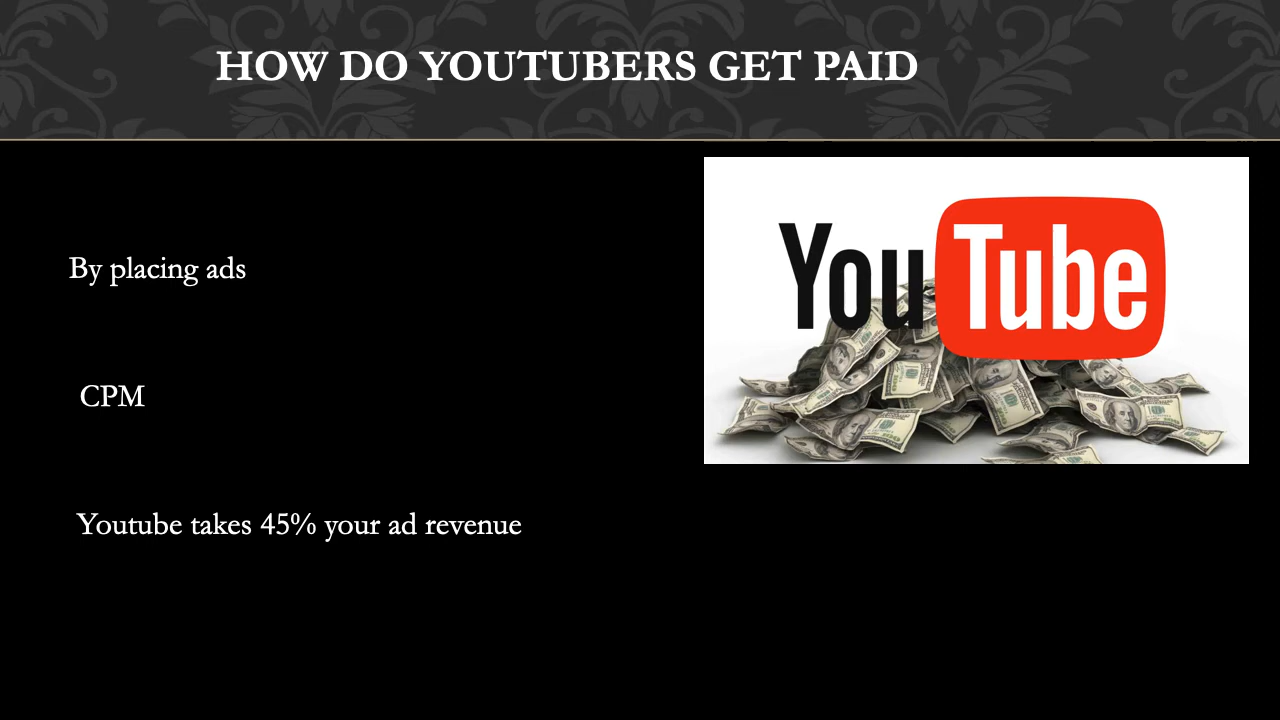 HOW DO YOUTUBERS GET PAID
By placing ads
CPM
Youtube takes 45% your ad revenue
YouTube